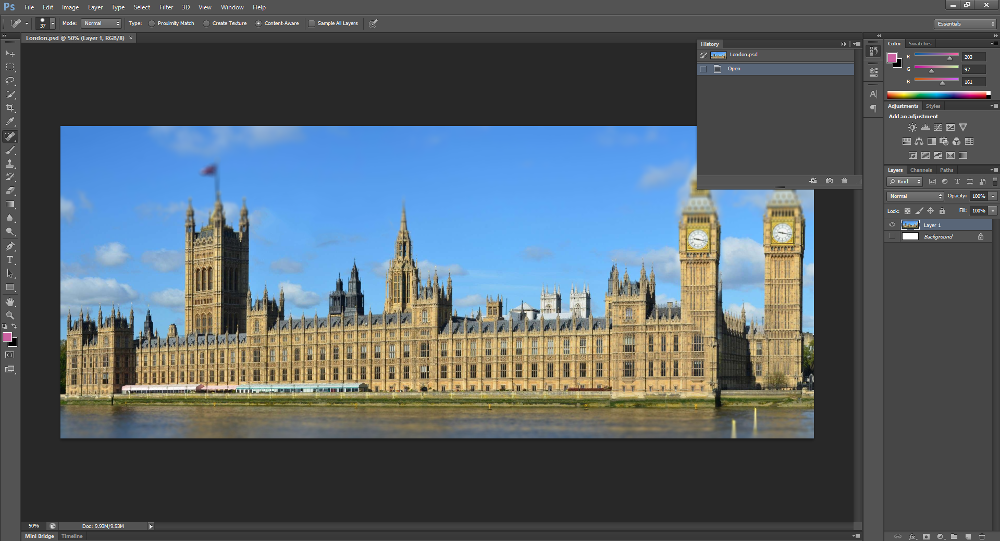 Ps File Edit Image Layer Type Select Filter 3D View Window Help
37 Mode: Normal Type: Proximity Match Create Texture Content-Aware Sample All Layers Essentials
London.psd @ 50% (Layer 1, RGB/8) ×
History
London.psd
Open
Color Swatches
R 203
G 97
B 161
Adjustments Styles
Add an adjustment
Layers Channels Paths
Kind
Normal Opacity: 100%
Lock: Fill: 100%
Layer 1
Background
50% Doc: 9.93M/9.93M
Mini Bridge Timeline
fx